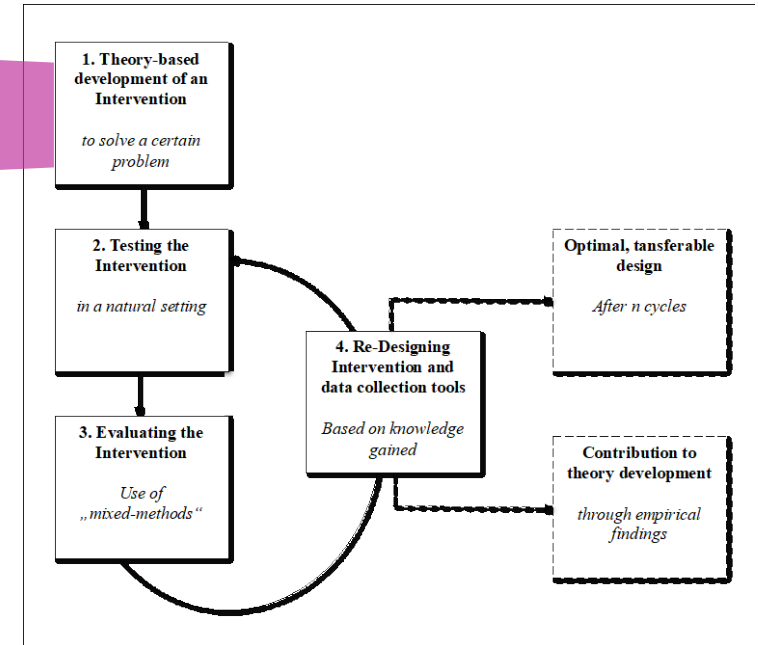 1. Theory-based
development of an
Intervention
to solve a certain
problem
2. Testing the
Intervention
in a natural setting
3. Evaluating the
Intervention
Use of
„mixed-methods“
4. Re-Designing
Intervention and
data collection tools
Based on knowledge
gained
Optimal, tansferable
design
After n cycles
Contribution to
theory development
through empirical
findings